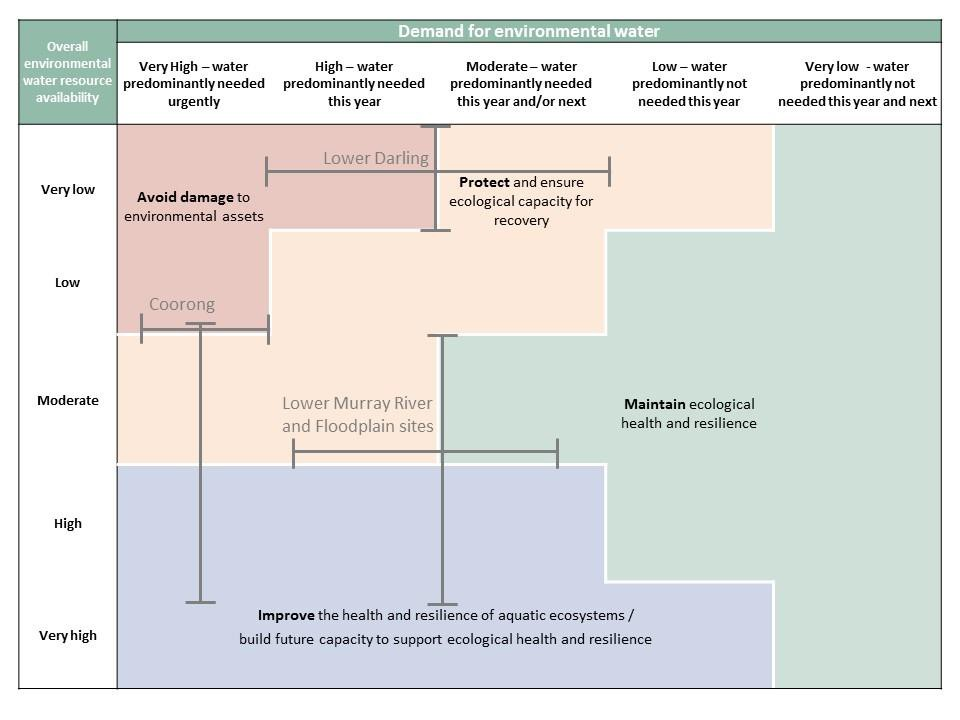 Demand for environmental water
Overall
environmental
water resource
availability
Very High – water
predominantly needed
urgently
High – water
predominantly needed
this year
Moderate – water
predominantly needed
this year and/or next
Low – water
predominantly not
needed this year
Very low - water
predominantly not
needed this year and next
Very low
Lower Darling
Avoid damage to
environmental assets
Protect and ensure
ecological capacity for
recovery
Low
Coorong
Moderate
Lower Murray River
and Floodplain sites
Maintain ecological
health and resilience
High
Very high
Improve the health and resilience of aquatic ecosystems /
build future capacity to support ecological health and resilience